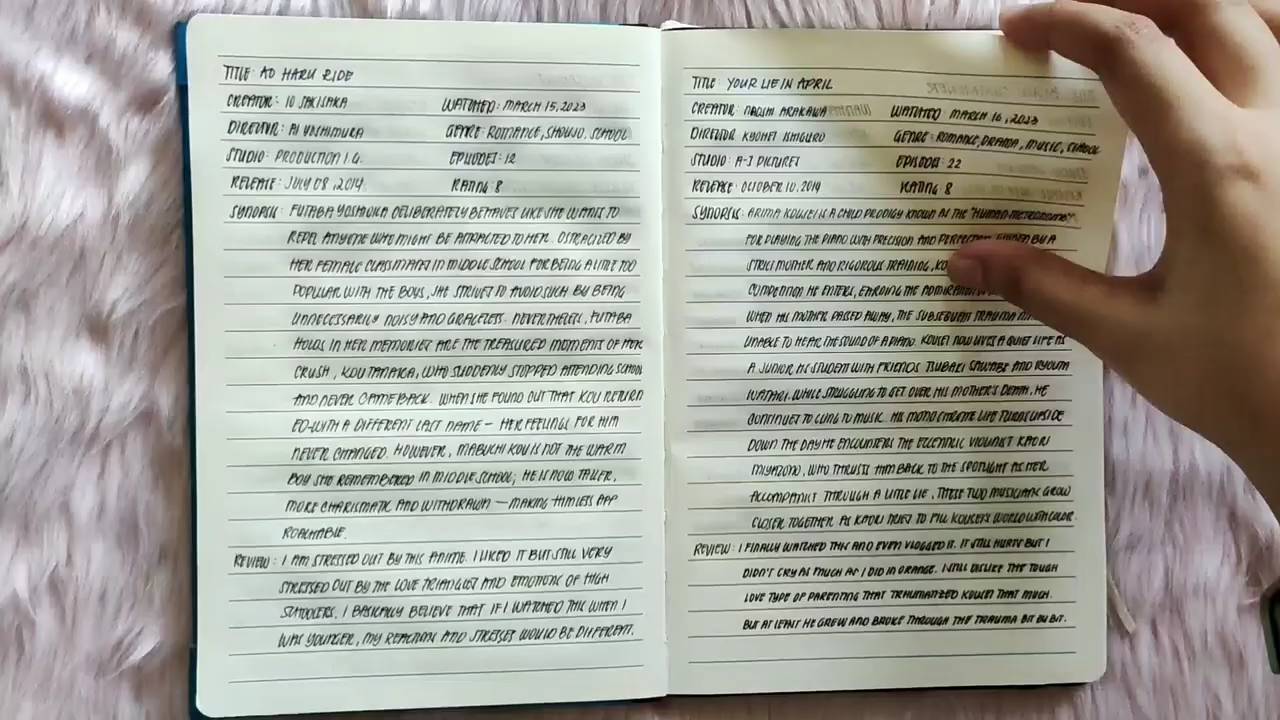 TITLE: AO HARU RIDE
CREATOR: IO SAKISAKA WATCHED: MARCH 15, 2023
DIRECTOR: AI YOSHIMURA GENRE: ROMANCE, SHOUJO, SCHOOL
STUDIO: PRODUCTION I.G. EPISODES: 12
RELEASE: JULY 08, 2014 RATING: 8
SYNOPSIS: FUTABA YOSHIOKA DELIBERATELY BEHAVES LIKE SHE WANTS TO
REPEL ANYONE WHO MIGHT BE ATTRACTED TO HER. OSTRACIZED BY
HER FEMALE CLASSMATES IN MIDDLE SCHOOL FOR BEING A LITTLE TOO
POPULAR WITH THE BOYS, SHE STRIVES TO AVOID SUCH BY BEING
UNNECESSARILY NOISY AND GRACELESS. NEVERTHELESS, FUTABA
HOLDS IN HER MEMORIES ARE THE TREASURED MOMENTS OF HER
CRUSH, KOU TANAKA, WHO SUDDENLY STOPPED ATTENDING SCHOOL
AND NEVER CAME BACK. WHEN SHE FOUND OUT THAT KOU RETURN
ED WITH A DIFFERENT LAST NAME - HER FEELINGS FOR HIM
NEVER CHANGED. HOWEVER, MABUCHI KOU IS NOT THE WARM
BOY SHE REMEMBERED IN MIDDLE SCHOOL; HE IS NOW TALLER,
MORE CHARISMATIC AND WITHDRAWN - MAKING HIM LESS APP
ROACHABLE.
REVIEW: I AM STRESSED OUT BY THIS ANIME. I LIKED IT BUT STILL VERY
STRESSED OUT BY THE LOVE TRIANGLES AND EMOTIONS OF HIGH
SCHOOLERS. I BASICALLY BELIEVE THAT IF I WATCHED THIS WHEN I
WAS YOUNGER, MY REACTION AND STRESSES WOULD BE DIFFERENT.
TITLE: YOUR LIE IN APRIL
CREATOR: NAOSHI ARAKAWA WATCHED: MARCH 16, 2023
DIRECTOR: KYOHEI ISHIGURO GENRE: ROMANCE, DRAMA, MUSIC, SCHOOL
STUDIO: A-1 PICTURES EPISODES: 22
RELEASE: OCTOBER 10, 2014 RATING: 8
SYNOPSIS: ARIMA KOUSEI IS A CHILD PRODIGY KNOWN AS THE "HUMAN METRONOME"
FOR PLAYING THE PIANO WITH PRECISION AND PERFECTION. GUIDED BY A
STRICT MOTHER AND RIGOROUS TRAINING,
COMPETITION HE ENTERS, EARNING THE ADMIRATION
WHEN HIS MOTHER PASSED AWAY, THE SUBSEQUENT TRAUMA
UNABLE TO HEAR THE SOUND OF A PIANO. KOUSEI NOW LIVES A QUIET LIFE AS
A JUNIOR HS STUDENT WITH FRIENDS TSUBAKI SAWABE AND RYOUTA
WATARI. WHILE STRUGGLING TO GET OVER HIS MOTHER'S DEATH, HE
CONTINUES TO CLING TO MUSIC. HIS MONOCHROME LIFE TURNS UPSIDE
DOWN THE DAY HE ENCOUNTERS THE ECCENTRIC VIOLINIST KAORI
MIYAZONO, WHO THRUSTS HIM BACK TO THE SPOTLIGHT AS HER
ACCOMPANIST THROUGH A LITTLE LIE, THESE TWO MUSICIANS GROW
CLOSER TOGETHER AS KAORI TRIES TO FILL KOUSEI'S WORLD WITH COLOR.
REVIEW: I FINALLY WATCHED THIS AND EVEN VLOGGED IT. IT STILL HURTS BUT I
DIDN'T CRY AS MUCH AS I DID IN ORANGE. I STILL DISLIKE THE TOUGH
LOVE TYPE OF PARENTING THAT TRAUMATIZED KOUSEI THAT MUCH.
BUT AT LEAST HE GREW AND BROKE THROUGH THE TRAUMA BIT BY BIT.